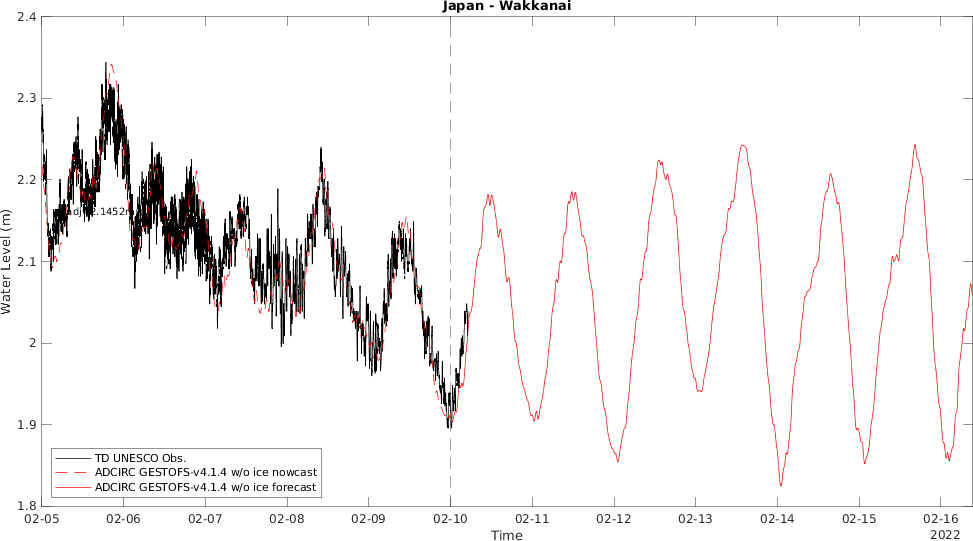 Japan - Wakkanai
2.4
2.3
2.2
2.1
2
1.9
1.8
Water Level (m)
2.1452
TD UNESCO Obs.
ADCIRC GESTOFS-v4.1.4 w/o ice nowcast
ADCIRC GESTOFS-v4.1.4 w/o ice forecast
02-05 02-06 02-07 02-08 02-09 02-10 02-11 02-12 02-13 02-14 02-15 02-16
2022
Time